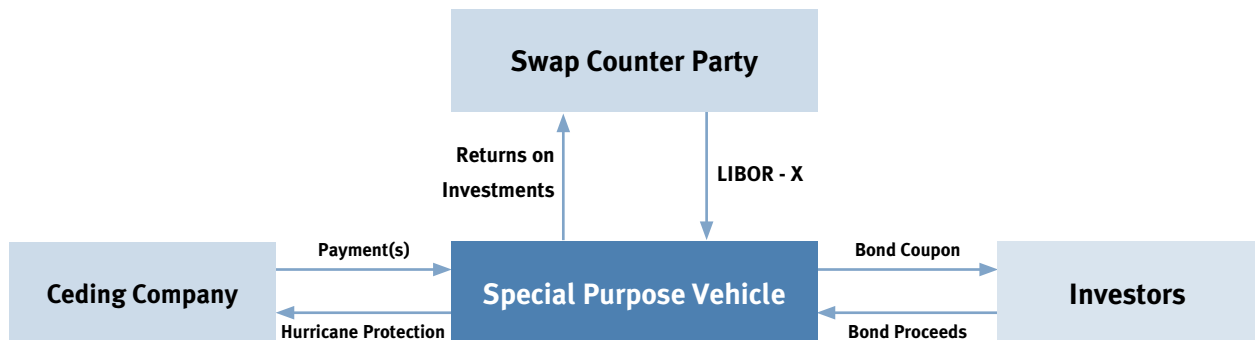 Swap Counter Party
Returns on
Investments
LIBOR - X
Payment(s)
Bond Coupon
Ceding Company
Special Purpose Vehicle
Investors
Hurricane Protection
Bond Proceeds